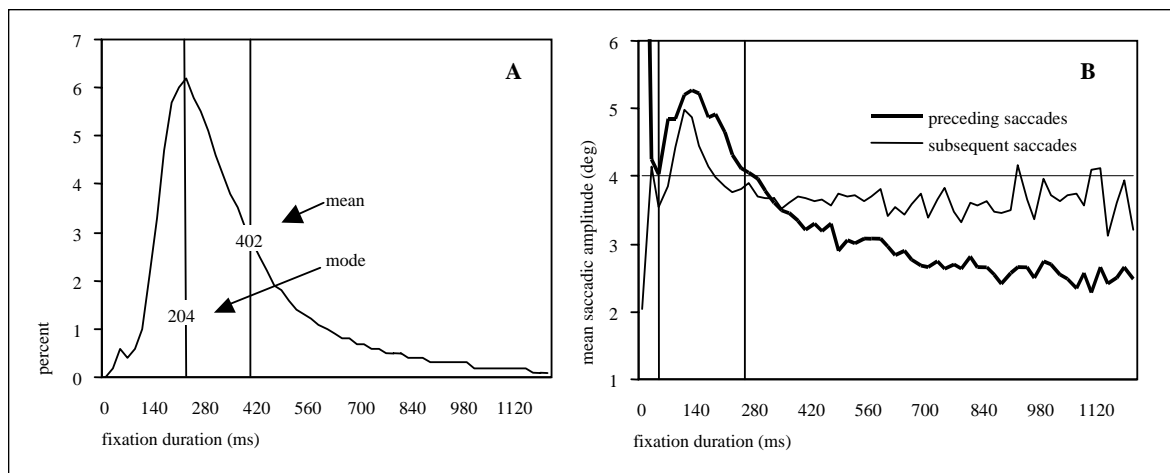 A
percent
7
6
5
4
3
2
1
0
mean
402
mode
204
0 140 280 420 560 700 840 980 1120
fixation duration (ms)
B
mean saccadic amplitude (deg)
6
5
4
3
2
1
preceding saccades
subsequent saccades
0 140 280 420 560 700 840 980 1120
fixation duration (ms)